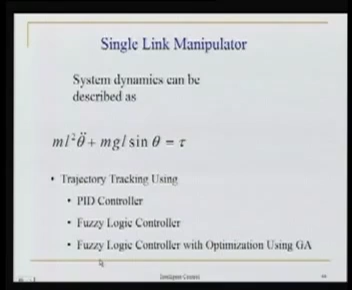 Single Link Manipulator
System dynamics can be
described as
ml²θ̈ + mgl sin θ = τ
• Trajectory Tracking Using
• PID Controller
• Fuzzy Logic Controller
• Fuzzy Logic Controller with Optimization Using GA
Intelligent Control